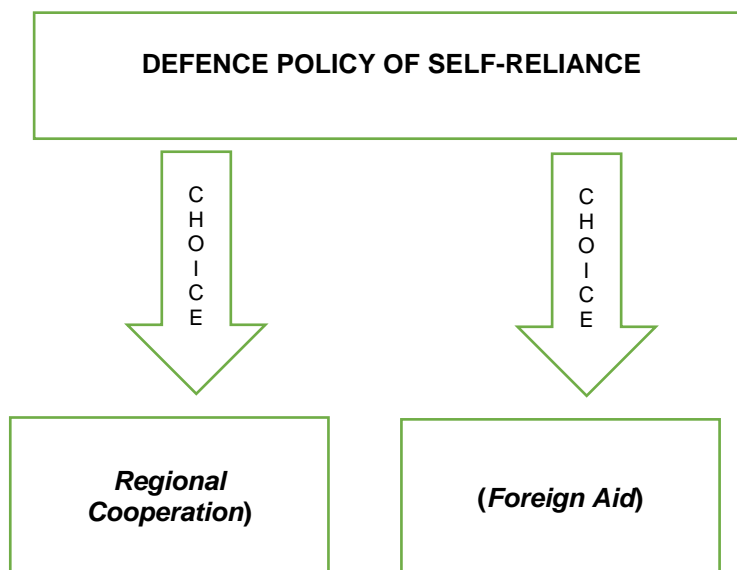 DEFENCE POLICY OF SELF-RELIANCE
C
H
O
I
C
E
C
H
O
I
C
E
Regional
Cooperation)
(Foreign Aid)